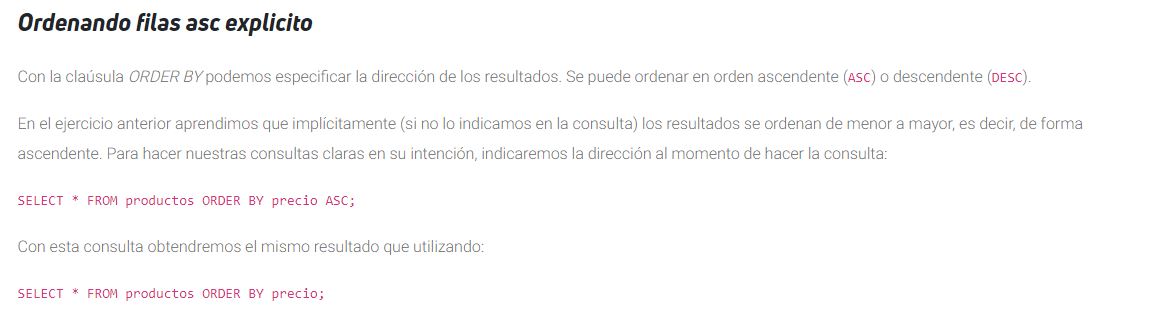 Ordenando filas asc explicito
Con la claúsula ORDER BY podemos especificar la dirección de los resultados. Se puede ordenar en orden ascendente (ASC) o descendente (DESC).
En el ejercicio anterior aprendimos que implícitamente (si no lo indicamos en la consulta) los resultados se ordenan de menor a mayor, es decir, de forma
ascendente. Para hacer nuestras consultas claras en su intención, indicaremos la dirección al momento de hacer la consulta:
SELECT * FROM productos ORDER BY precio ASC;
Con esta consulta obtendremos el mismo resultado que utilizando:
SELECT * FROM productos ORDER BY precio;